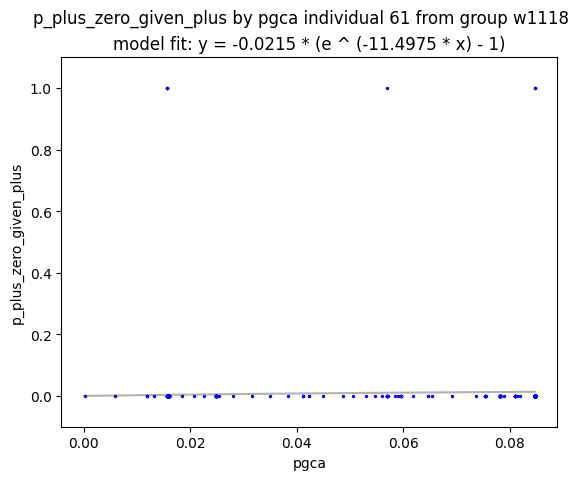 p_plus_zero_given_plus by pgca individual 61 from group w1118
model fit: y = -0.0215 * (e ^ (-11.4975 * x) - 1)
1.0
0.8
0.6
0.4
0.2
0.0
p_plus_zero_given_plus
0.00 0.02 0.04 0.06 0.08
pgca